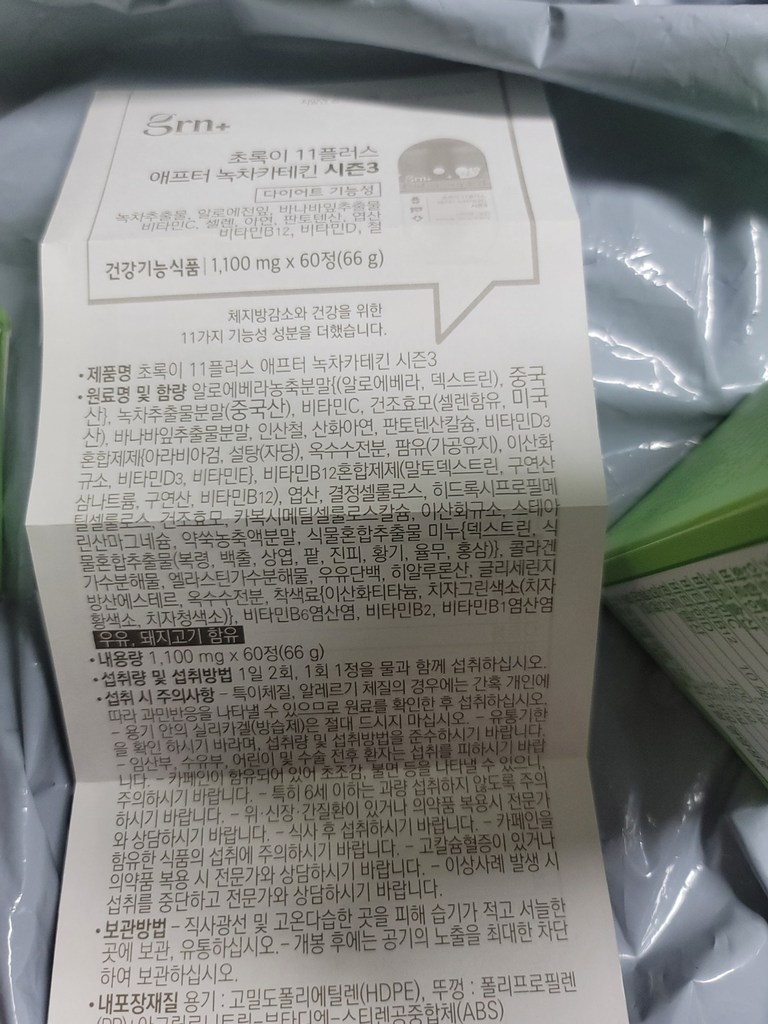 grn+
초록이 11플러스
애프터 녹차카테킨 시즌3
다이어트 기능성
녹차추출물, 알로에전잎, 바나바잎추출물
비타민C, 셀렌, 아연, 판토텐산, 엽산
비타민B12, 비타민D, 철
건강기능식품 | 1,100 mg x 60정(66 g)
체지방감소와 건강을 위한
11가지 기능성 성분을 더했습니다.
•제품명 초록이 11플러스 애프터 녹차카테킨 시즌3
•원료명 및 함량 알로에베라농축분말{(알로에베라, 덱스트린), 중국
산}, 녹차추출물분말(중국산), 비타민C, 건조효모(셀렌함유, 미국
산), 바나바잎추출물분말, 인산철, 산화아연, 판토텐산칼슘, 비타민D3
혼합제제{아라비아검, 설탕(자당), 옥수수전분, 팜유(가공유지), 이산화
규소, 비타민D3, 비타민E}, 비타민B12혼합제제(말토덱스트린, 구연산
삼나트륨, 구연산, 비타민B12), 엽산, 결정셀룰로스, 히드록시프로필메
틸셀룰로스, 건조효모, 카복시메틸셀룰로스칼슘, 이산화규소, 스테아
린산마그네슘, 약쑥농축액분말, 식물혼합추출물 미누{덱스트린, 식
물혼합추출물(복령, 백출, 상엽, 팥, 진피, 황기, 율무, 홍삼)}, 콜라겐
가수분해물, 엘라스틴가수분해물, 우유단백, 히알루론산, 글리세린지
방산에스테르, 옥수수전분, 착색료{이산화티타늄, 치자그린색소(치자
황색소, 치자청색소)}, 비타민B6염산염, 비타민B2, 비타민B1염산염
우유, 돼지고기 함유
•내용량 1,100 mg x 60정(66 g)
•섭취량 및 섭취방법 1일 2회, 1회 1정을 물과 함께 섭취하십시오.
•섭취 시 주의사항 – 특이체질, 알레르기 체질의 경우에는 간혹 개인에
따라 과민반응을 나타낼 수 있으므로 원료를 확인한 후 섭취하십시오.
– 용기 안의 실리카겔(방습제)은 절대 드시지 마십시오. – 유통기한
을 확인 하시기 바라며, 섭취량 및 섭취방법을 준수하시기 바랍니다.
– 임산부, 수유부, 어린이 및 수술 전후 환자는 섭취를 피하시기 바랍
니다. – 카페인이 함유되어 있어 초조감, 불면 등을 나타낼 수 있으니
주의하시기 바랍니다. – 특히 6세 이하는 과량 섭취하지 않도록 주의
하시기 바랍니다. – 위·신장·간질환이 있거나 의약품 복용시 전문가
와 상담하시기 바랍니다. – 식사 후 섭취하시기 바랍니다. – 카페인을
함유한 식품의 섭취에 주의하시기 바랍니다. – 고칼슘혈증이 있거나
의약품 복용 시 전문가와 상담하시기 바랍니다. – 이상사례 발생 시
섭취를 중단하고 전문가와 상담하시기 바랍니다.
•보관방법 – 직사광선 및 고온다습한 곳을 피해 습기가 적고 서늘한
곳에 보관, 유통하십시오. – 개봉 후에는 공기의 노출을 최대한 차단
하여 보관하십시오.
•내포장재질 용기 : 고밀도폴리에틸렌(HDPE), 뚜껑 : 폴리프로필렌
(PP)+아크릴로니트릴-부타디엔-스티렌공중합체(ABS)